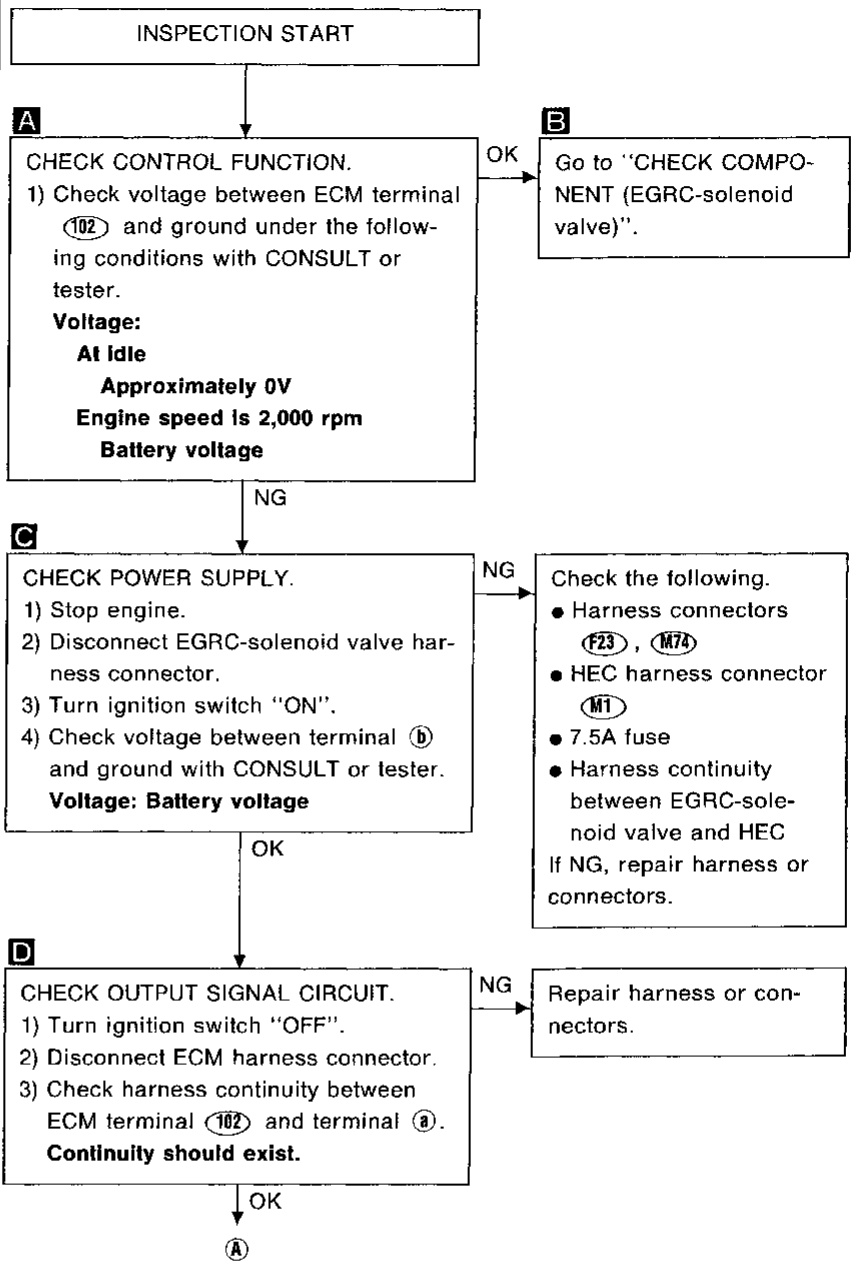 INSPECTION START
A
CHECK CONTROL FUNCTION.
1) Check voltage between ECM terminal
102 and ground under the follow-
ing conditions with CONSULT or
tester.
Voltage:
At idle
Approximately 0V
Engine speed is 2,000 rpm
Battery voltage
OK
B
Go to "CHECK COMPO-
NENT (EGRC-solenoid
valve)".
NG
C
CHECK POWER SUPPLY.
1) Stop engine.
2) Disconnect EGRC-solenoid valve har-
ness connector.
3) Turn ignition switch "ON".
4) Check voltage between terminal ⓑ
and ground with CONSULT or tester.
Voltage: Battery voltage
NG
Check the following.
● Harness connectors
F23 , M74
● HEC harness connector
M1
● 7.5A fuse
● Harness continuity
between EGRC-sole-
noid valve and HEC
If NG, repair harness or
connectors.
OK
D
CHECK OUTPUT SIGNAL CIRCUIT.
1) Turn ignition switch "OFF".
2) Disconnect ECM harness connector.
3) Check harness continuity between
ECM terminal 102 and terminal ⓐ.
Continuity should exist.
NG
Repair harness or con-
nectors.
OK
Ⓐ